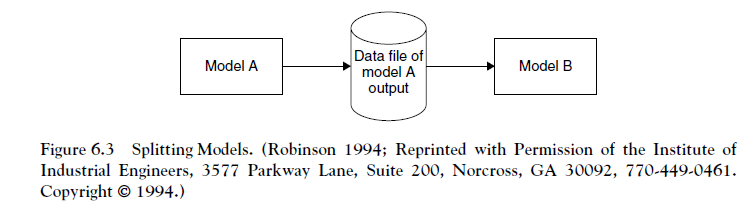 Model A
Data file of
model A
output
Model B
Figure 6.3 Splitting Models. (Robinson 1994; Reprinted with Permission of the Institute of
Industrial Engineers, 3577 Parkway Lane, Suite 200, Norcross, GA 30092, 770-449-0461.
Copyright © 1994.)